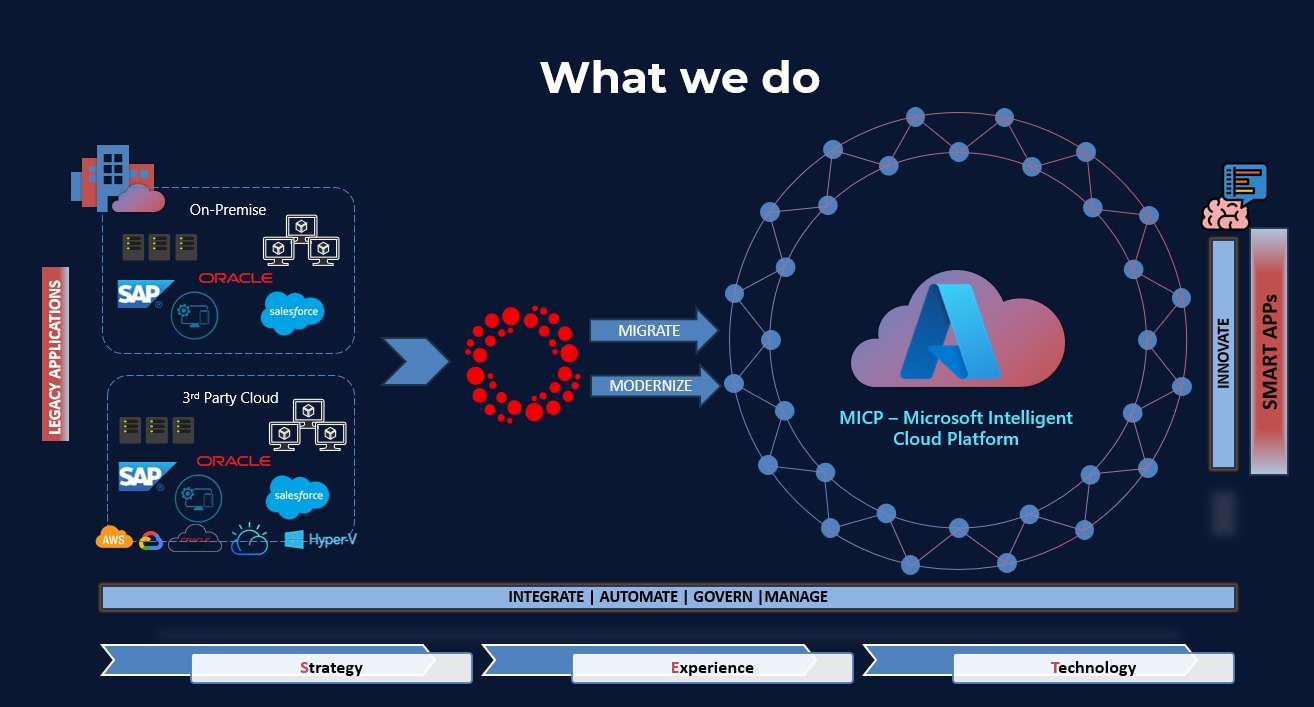 What we do
LEGACY APPLICATIONS
On-Premise
SAP
ORACLE
salesforce
3rd Party Cloud
SAP
ORACLE
salesforce
AWS
ORACLE
Hyper-V
MIGRATE
MODERNIZE
MICP – Microsoft Intelligent
Cloud Platform
INNOVATE
SMART APPs
INTEGRATE | AUTOMATE | GOVERN |MANAGE
Strategy
Experience
Technology